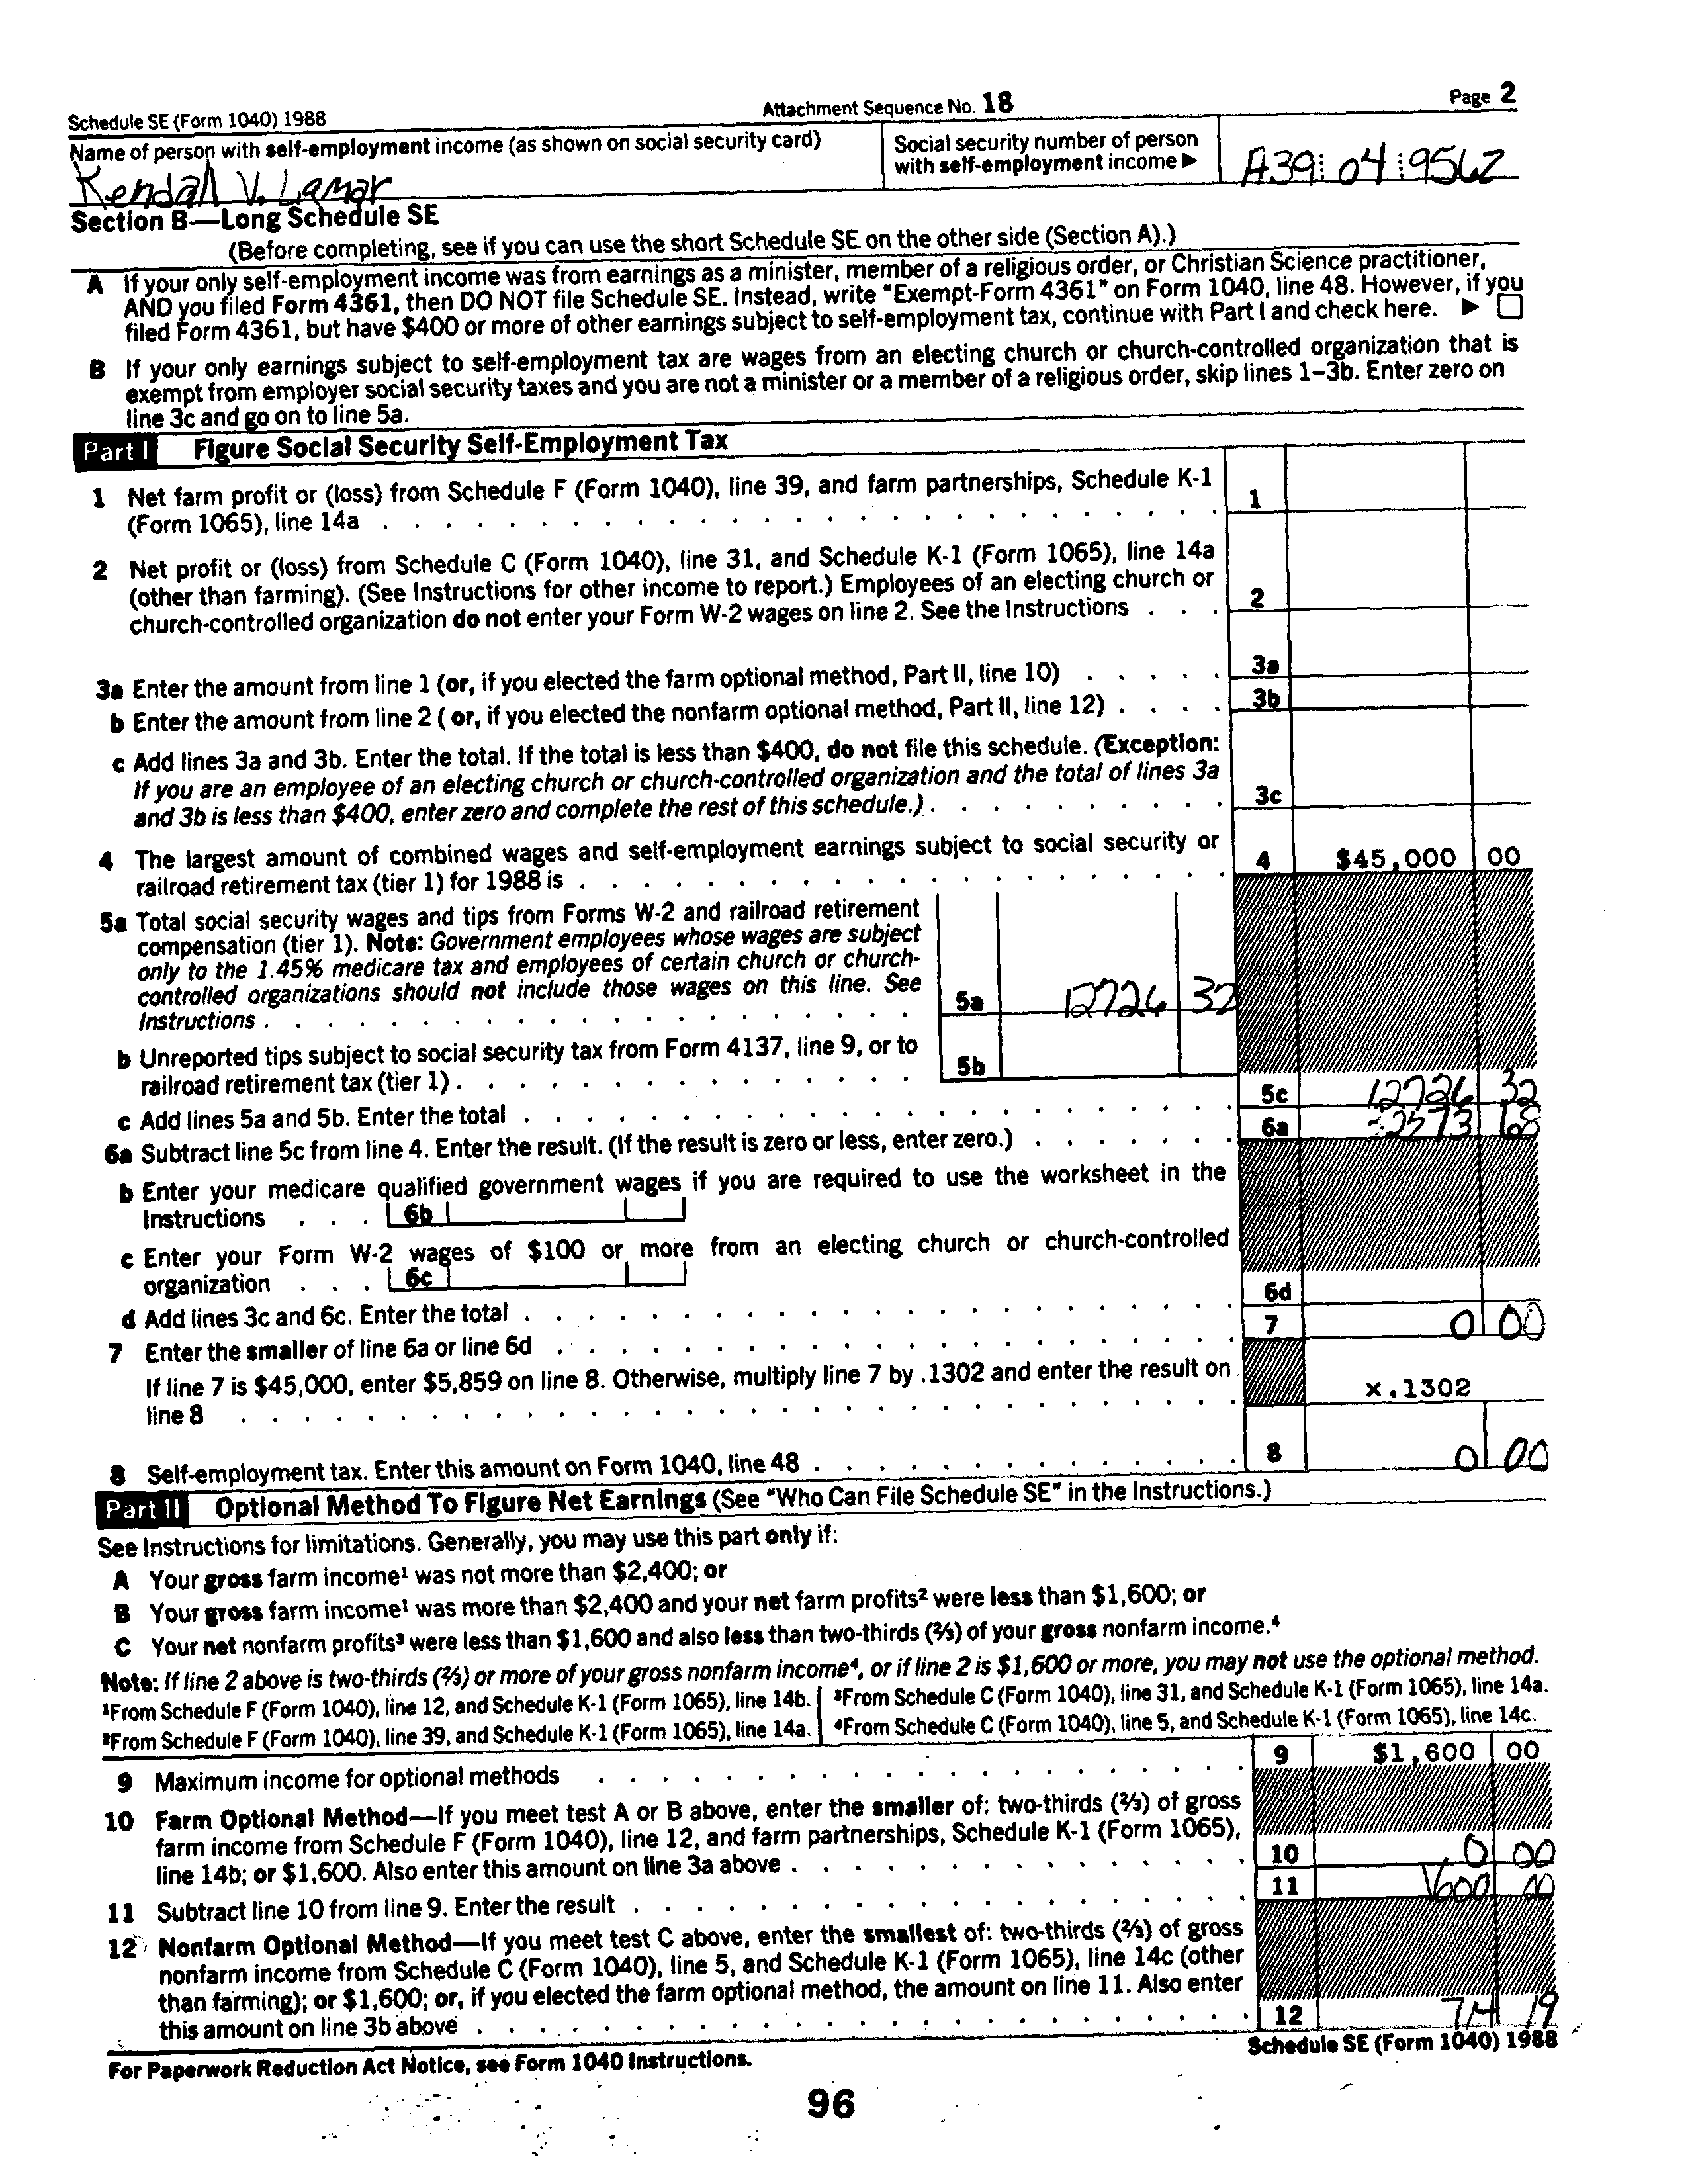 Schedule SE (Form 1040) 1988 Attachment Sequence No. 18 Page 2
Name of person with self-employment income (as shown on social security card) Social security number of person
with self-employment income ▶
Kendall V. Lamar A39 04 9562
Section B—Long Schedule SE
(Before completing, see if you can use the short Schedule SE on the other side (Section A).)
A If your only self-employment income was from earnings as a minister, member of a religious order, or Christian Science practitioner,
AND you filed Form 4361, then DO NOT file Schedule SE. Instead, write "Exempt-Form 4361" on Form 1040, line 48. However, if you
filed Form 4361, but have $400 or more of other earnings subject to self-employment tax, continue with Part I and check here. ▶ □
B If your only earnings subject to self-employment tax are wages from an electing church or church-controlled organization that is
exempt from employer social security taxes and you are not a minister or a member of a religious order, skip lines 1–3b. Enter zero on
line 3c and go on to line 5a.
Part I Figure Social Security Self-Employment Tax
1 Net farm profit or (loss) from Schedule F (Form 1040), line 39, and farm partnerships, Schedule K-1
(Form 1065), line 14a . . . 1
2 Net profit or (loss) from Schedule C (Form 1040), line 31, and Schedule K-1 (Form 1065), line 14a
(other than farming). (See Instructions for other income to report.) Employees of an electing church or
church-controlled organization do not enter your Form W-2 wages on line 2. See the Instructions . . . 2
3a Enter the amount from line 1 (or, if you elected the farm optional method, Part II, line 10) . . . . . 3a
b Enter the amount from line 2 ( or, if you elected the nonfarm optional method, Part II, line 12) . . . . 3b
c Add lines 3a and 3b. Enter the total. If the total is less than $400, do not file this schedule. (Exception:
If you are an employee of an electing church or church-controlled organization and the total of lines 3a
and 3b is less than $400, enter zero and complete the rest of this schedule.) . . . 3c
4 The largest amount of combined wages and self-employment earnings subject to social security or
railroad retirement tax (tier 1) for 1988 is . . . 4 $45,000 00
5a Total social security wages and tips from Forms W-2 and railroad retirement
compensation (tier 1). Note: Government employees whose wages are subject
only to the 1.45% medicare tax and employees of certain church or church-
controlled organizations should not include those wages on this line. See
Instructions . . . 5a 12726 32
b Unreported tips subject to social security tax from Form 4137, line 9, or to
railroad retirement tax (tier 1) . . . 5b
c Add lines 5a and 5b. Enter the total . . . 5c 12726 32
6a Subtract line 5c from line 4. Enter the result. (If the result is zero or less, enter zero.) . . . 6a 68
b Enter your medicare qualified government wages if you are required to use the worksheet in the
Instructions . . . 6b
c Enter your Form W-2 wages of $100 or more from an electing church or church-controlled
organization . . . 6c
d Add lines 3c and 6c. Enter the total . . . 6d
7 Enter the smaller of line 6a or line 6d . . . 7 0 00
If line 7 is $45,000, enter $5,859 on line 8. Otherwise, multiply line 7 by .1302 and enter the result on
line 8 . . . x.1302
8 Self-employment tax. Enter this amount on Form 1040, line 48 . . . 8 0 00
Part II Optional Method To Figure Net Earnings (See "Who Can File Schedule SE" in the Instructions.)
See Instructions for limitations. Generally, you may use this part only if:
A Your gross farm income¹ was not more than $2,400; or
B Your gross farm income¹ was more than $2,400 and your net farm profits² were less than $1,600; or
C Your net nonfarm profits³ were less than $1,600 and also less than two-thirds (⅔) of your gross nonfarm income.⁴
Note: If line 2 above is two-thirds (⅔) or more of your gross nonfarm income⁴, or if line 2 is $1,600 or more, you may not use the optional method.
¹From Schedule F (Form 1040), line 12, and Schedule K-1 (Form 1065), line 14b. ³From Schedule C (Form 1040), line 31, and Schedule K-1 (Form 1065), line 14a.
²From Schedule F (Form 1040), line 39, and Schedule K-1 (Form 1065), line 14a. ⁴From Schedule C (Form 1040), line 5, and Schedule K-1 (Form 1065), line 14c.
9 Maximum income for optional methods . . . 9 $1,600 00
10 Farm Optional Method—If you meet test A or B above, enter the smaller of: two-thirds (⅔) of gross
farm income from Schedule F (Form 1040), line 12, and farm partnerships, Schedule K-1 (Form 1065),
line 14b; or $1,600. Also enter this amount on line 3a above . . . 10 0 00
11 Subtract line 10 from line 9. Enter the result . . . 11 1600 00
12 Nonfarm Optional Method—If you meet test C above, enter the smallest of: two-thirds (⅔) of gross
nonfarm income from Schedule C (Form 1040), line 5, and Schedule K-1 (Form 1065), line 14c (other
than farming); or $1,600; or, if you elected the farm optional method, the amount on line 11. Also enter
this amount on line 3b above . . . 12 19
For Paperwork Reduction Act Notice, see Form 1040 Instructions. Schedule SE (Form 1040) 1988
96